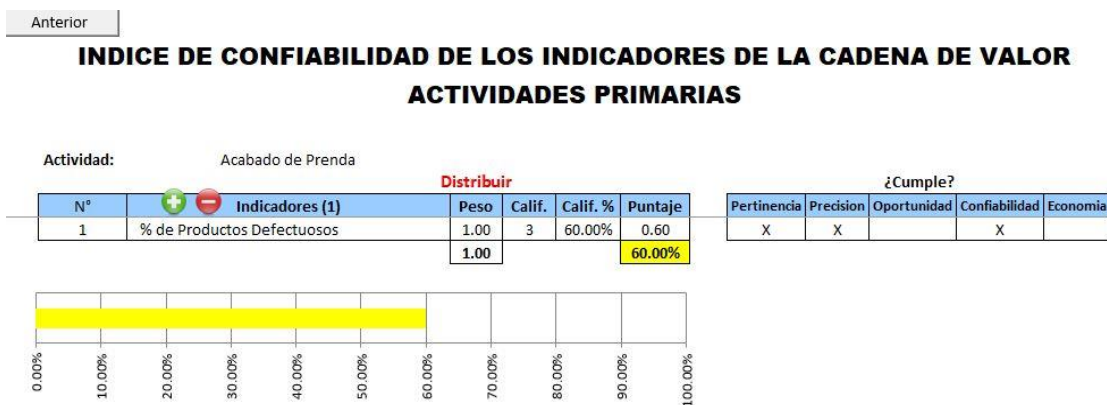 Anterior
INDICE DE CONFIABILIDAD DE LOS INDICADORES DE LA CADENA DE VALOR
ACTIVIDADES PRIMARIAS
Actividad: Acabado de Prenda
Distribuir ¿Cumple?
N° Indicadores (1) Peso Calif. Calif. % Puntaje Pertinencia Precision Oportunidad Confiabilidad Economia
1 % de Productos Defectuosos 1.00 3 60.00% 0.60 X X X
1.00 60.00%
0.00% 10.00% 20.00% 30.00% 40.00% 50.00% 60.00% 70.00% 80.00% 90.00% 100.00%